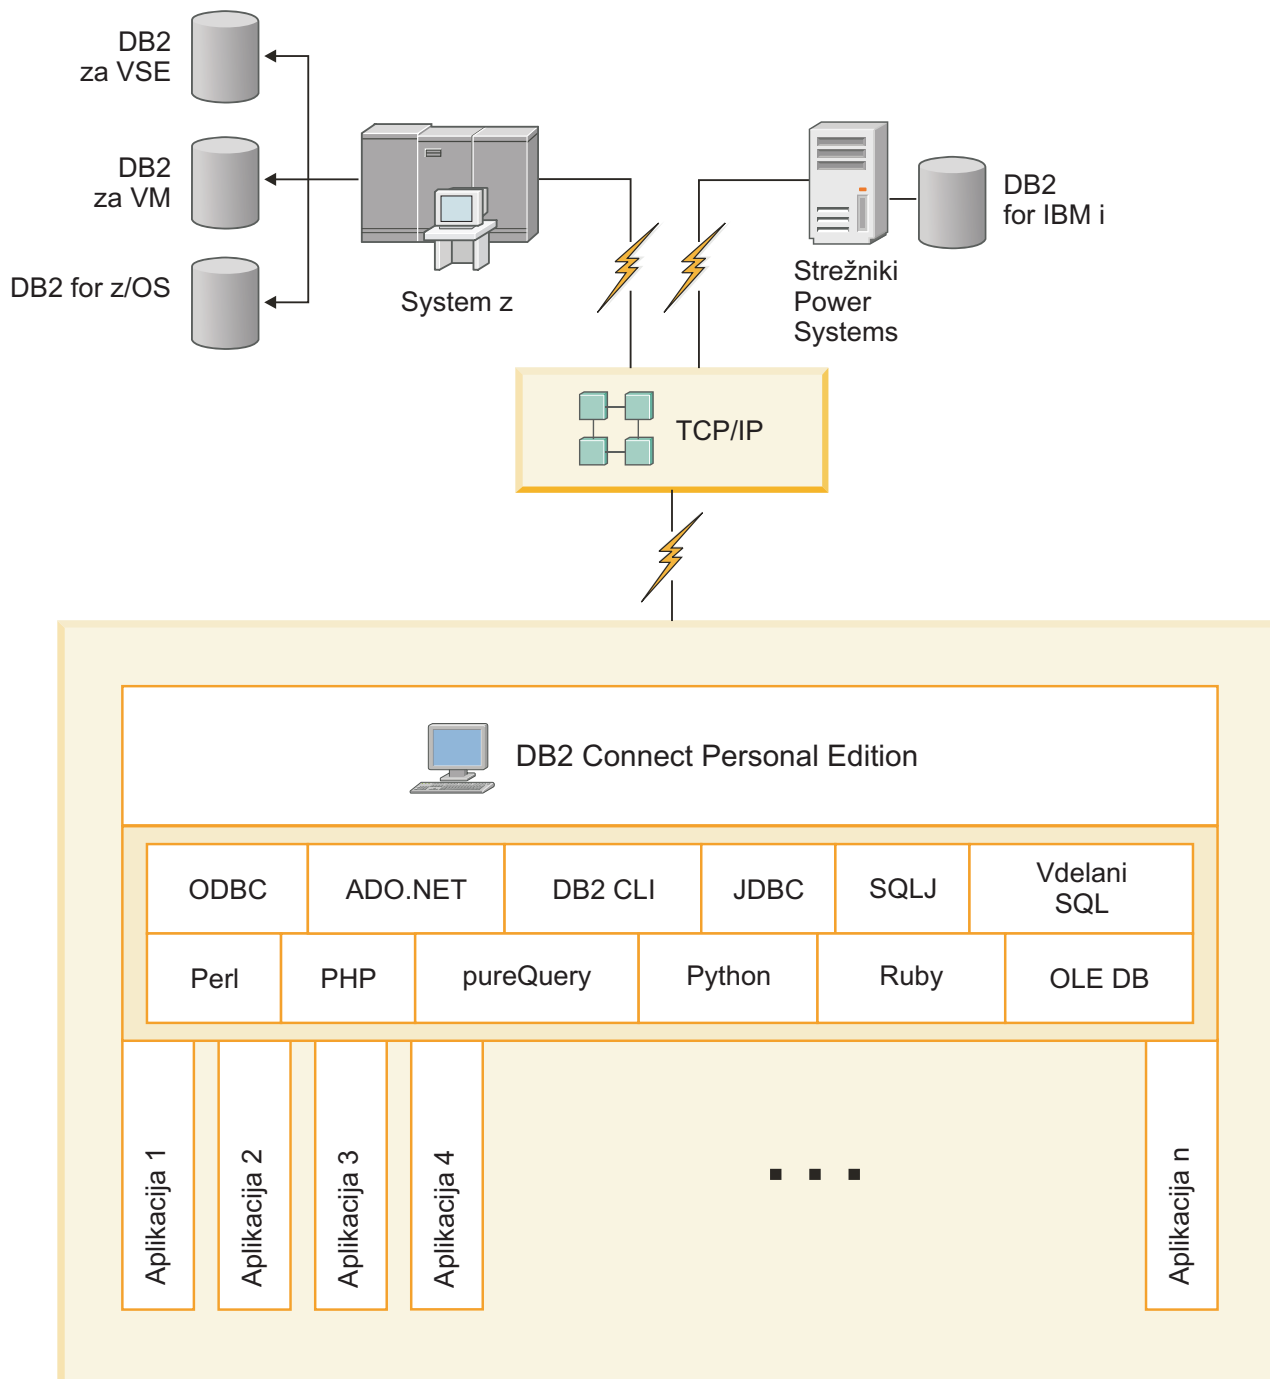 DB2
za VSE
DB2
za VM
DB2 for z/OS
System z
DB2
for IBM i
Strežniki
Power
Systems
TCP/IP
DB2 Connect Personal Edition
ODBC
ADO.NET
DB2 CLI
JDBC
SQLJ
Vdelani
SQL
Perl
PHP
pureQuery
Python
Ruby
OLE DB
Aplikacija 1
Aplikacija 2
Aplikacija 3
Aplikacija 4
. . .
Aplikacija n